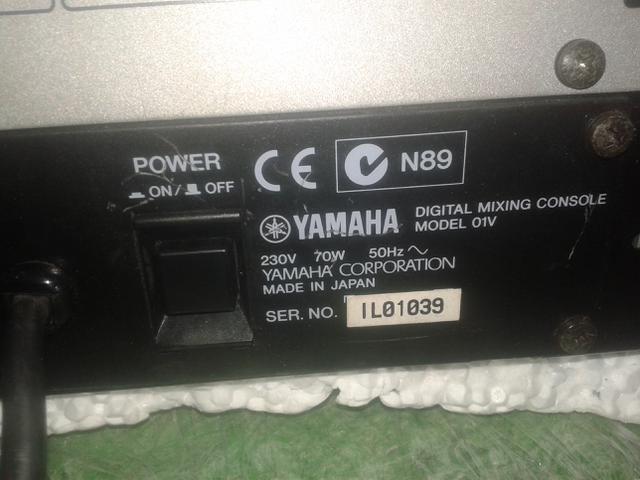 POWER
ON / OFF
CE N89
YAMAHA DIGITAL MIXING CONSOLE
MODEL 01V
230V 70W 50Hz ~
YAMAHA CORPORATION
MADE IN JAPAN
SER. NO. IL01039